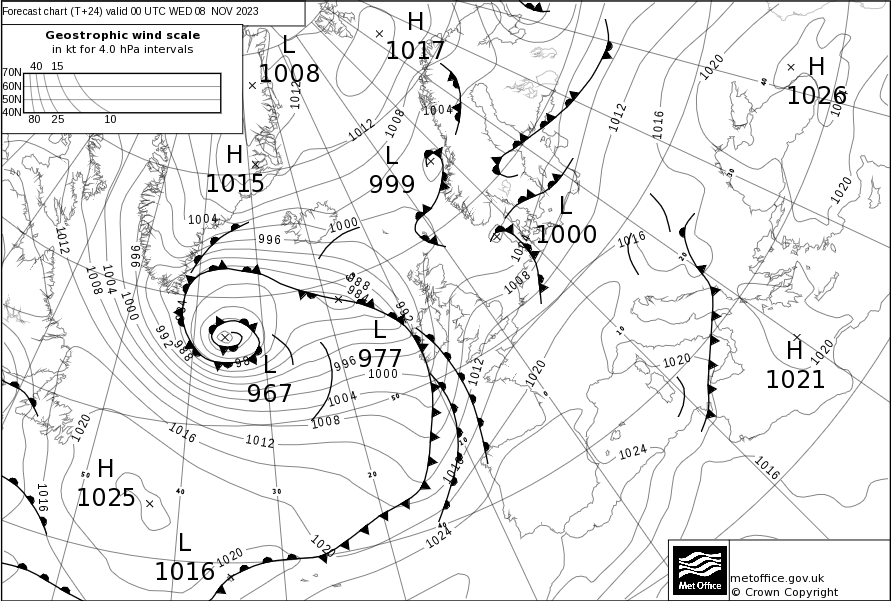 Forecast chart (T+24) valid 00 UTC WED 08 NOV 2023
Geostrophic wind scale
in kt for 4.0 hPa intervals
40 15
70N
60N
50N
40N
80 25 10
H
1017
L
1008
H
1026
H
1015
L
999
L
1000
L
977
L
967
H
1021
H
1025
L
1016
1012
1012
1008
1004
1012
1016
1020
1020
1004
1000
996
996
1012
1008
1004
1000
992
988
988
984
992
996
1000
1004
1008
1012
1016
1020
1016
1020
1020
1024
1016
1012
1020
1008
1016
1020
1020
1024
1016
40
30
20
10
0
10
20
30
40
50
50
40
Met Office
metoffice.gov.uk
© Crown Copyright